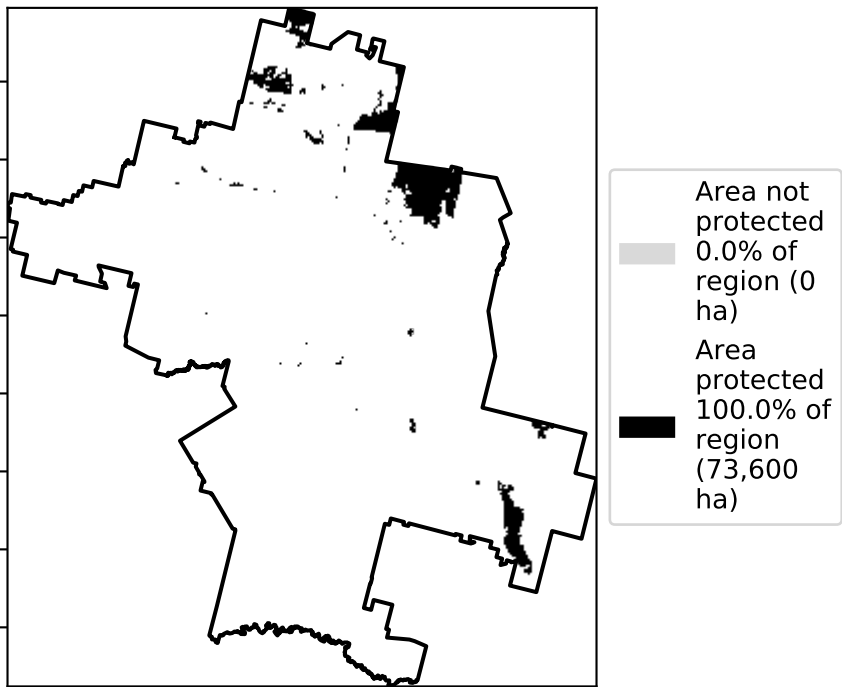 Area not
protected
0.0% of
region (0
ha)
Area
protected
100.0% of
region
(73,600
ha)